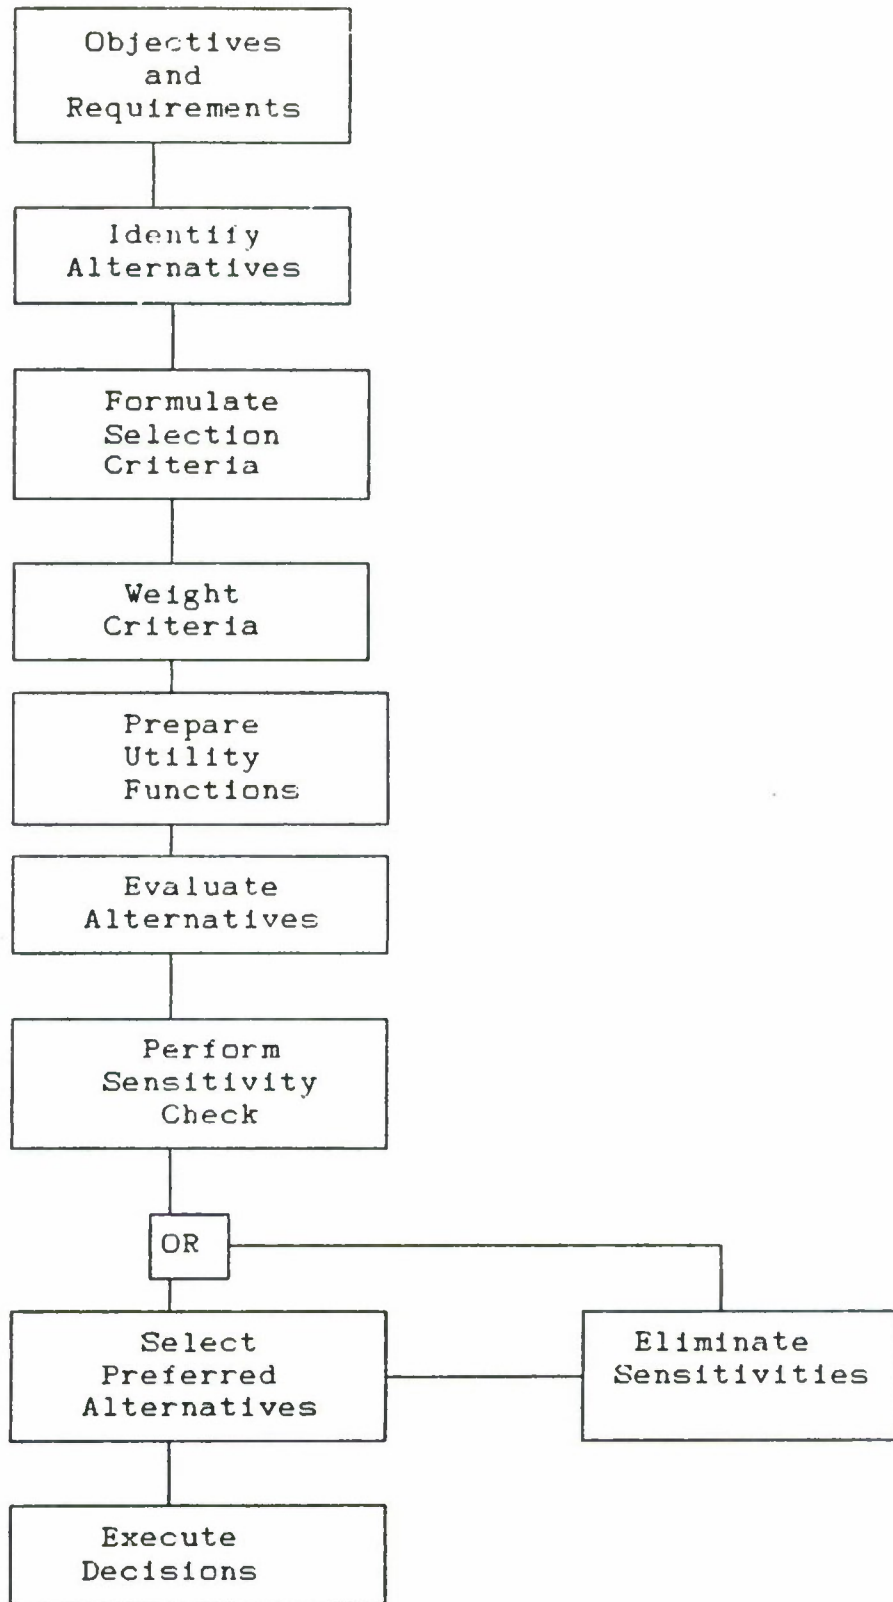 Objectives
and
Requirements
Identify
Alternatives
Formulate
Selection
Criteria
Weight
Criteria
Prepare
Utility
Functions
Evaluate
Alternatives
Perform
Sensitivity
Check
OR
Select
Preferred
Alternatives
Eliminate
Sensitivities
Execute
Decisions